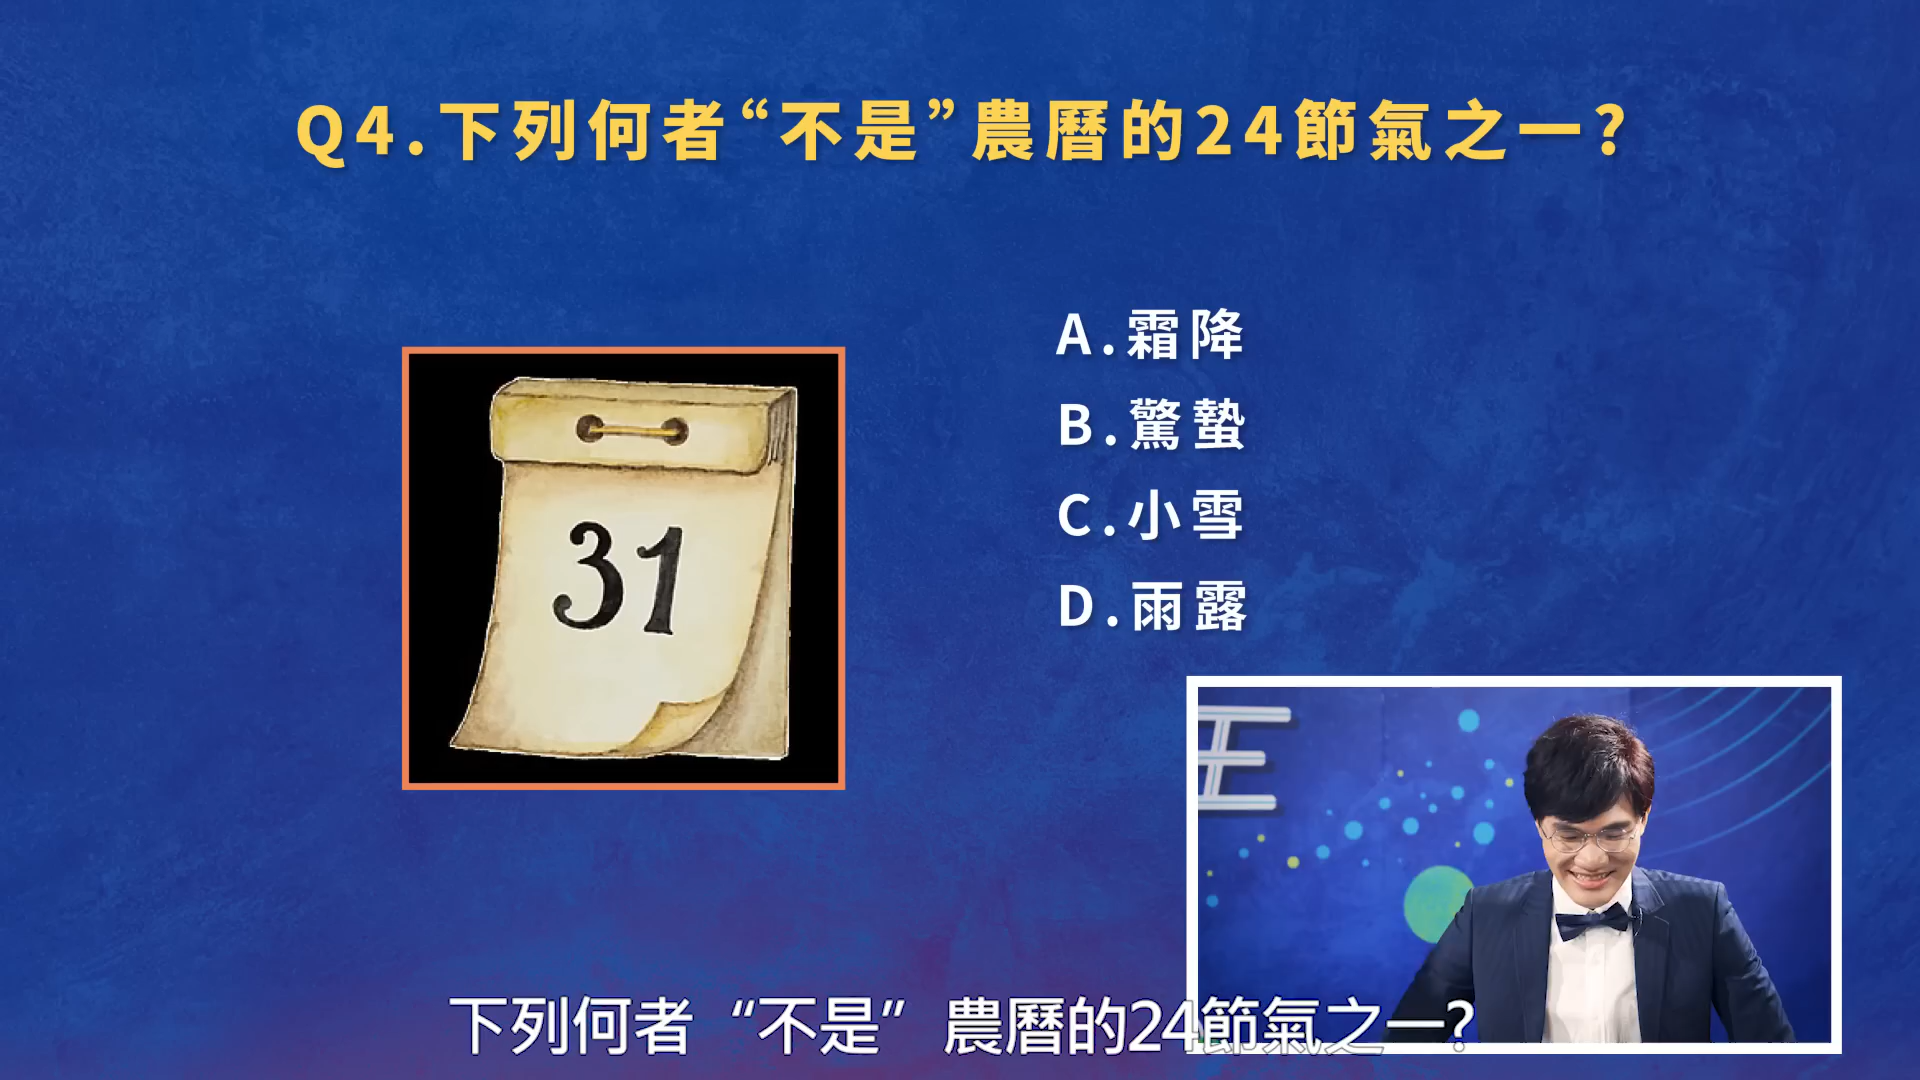 Q4.下列何者“不是”農曆的24節氣之一?
A.霜降
B.驚蟄
C.小雪
D.雨露
31
王
下列何者“不是”農曆的24節氣之一?